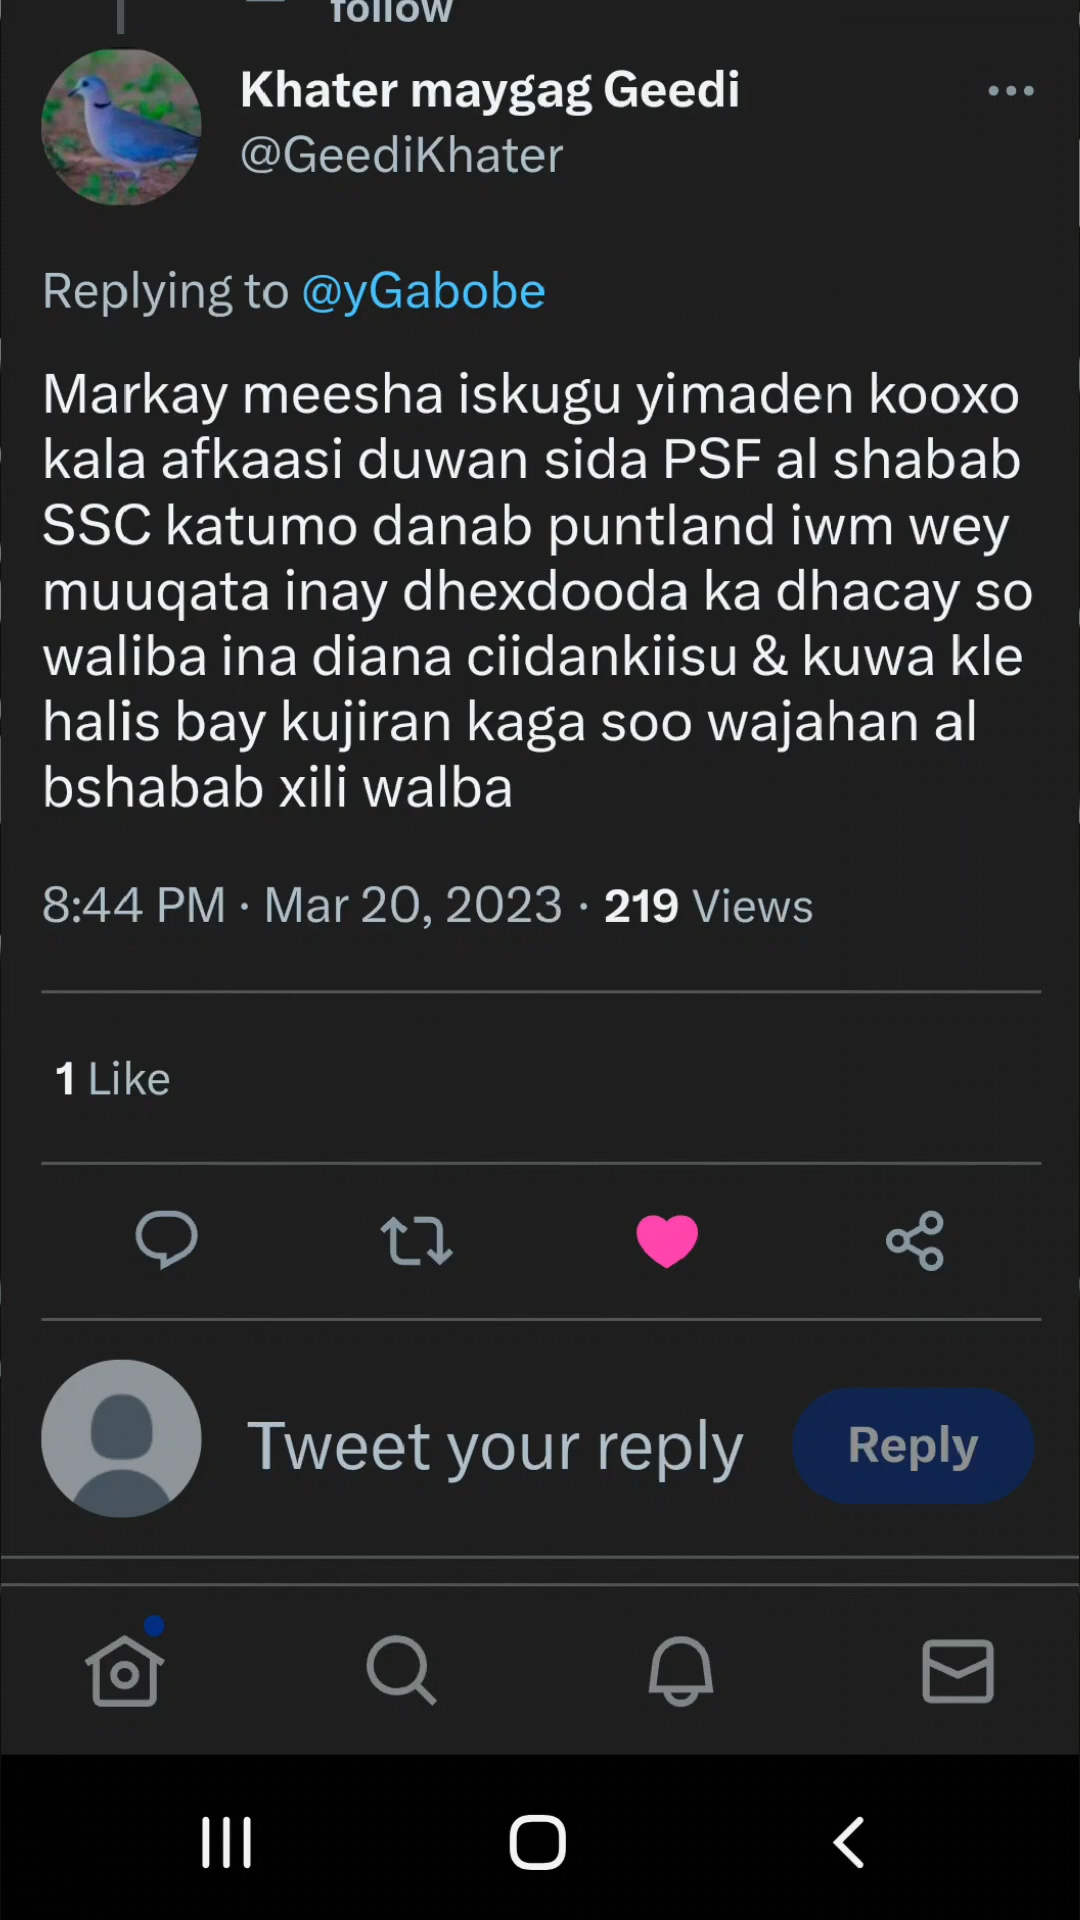 follow
Khater maygag Geedi
@GeediKhater
Replying to @yGabobe
Markay meesha iskugu yimaden kooxo
kala afkaasi duwan sida PSF al shabab
SSC katumo danab puntland iwm wey
muuqata inay dhexdooda ka dhacay so
waliba ina diana ciidankiisu & kuwa kle
halis bay kujiran kaga soo wajahan al
bshabab xili walba
8:44 PM · Mar 20, 2023 · 219 Views
1 Like
Tweet your reply
Reply